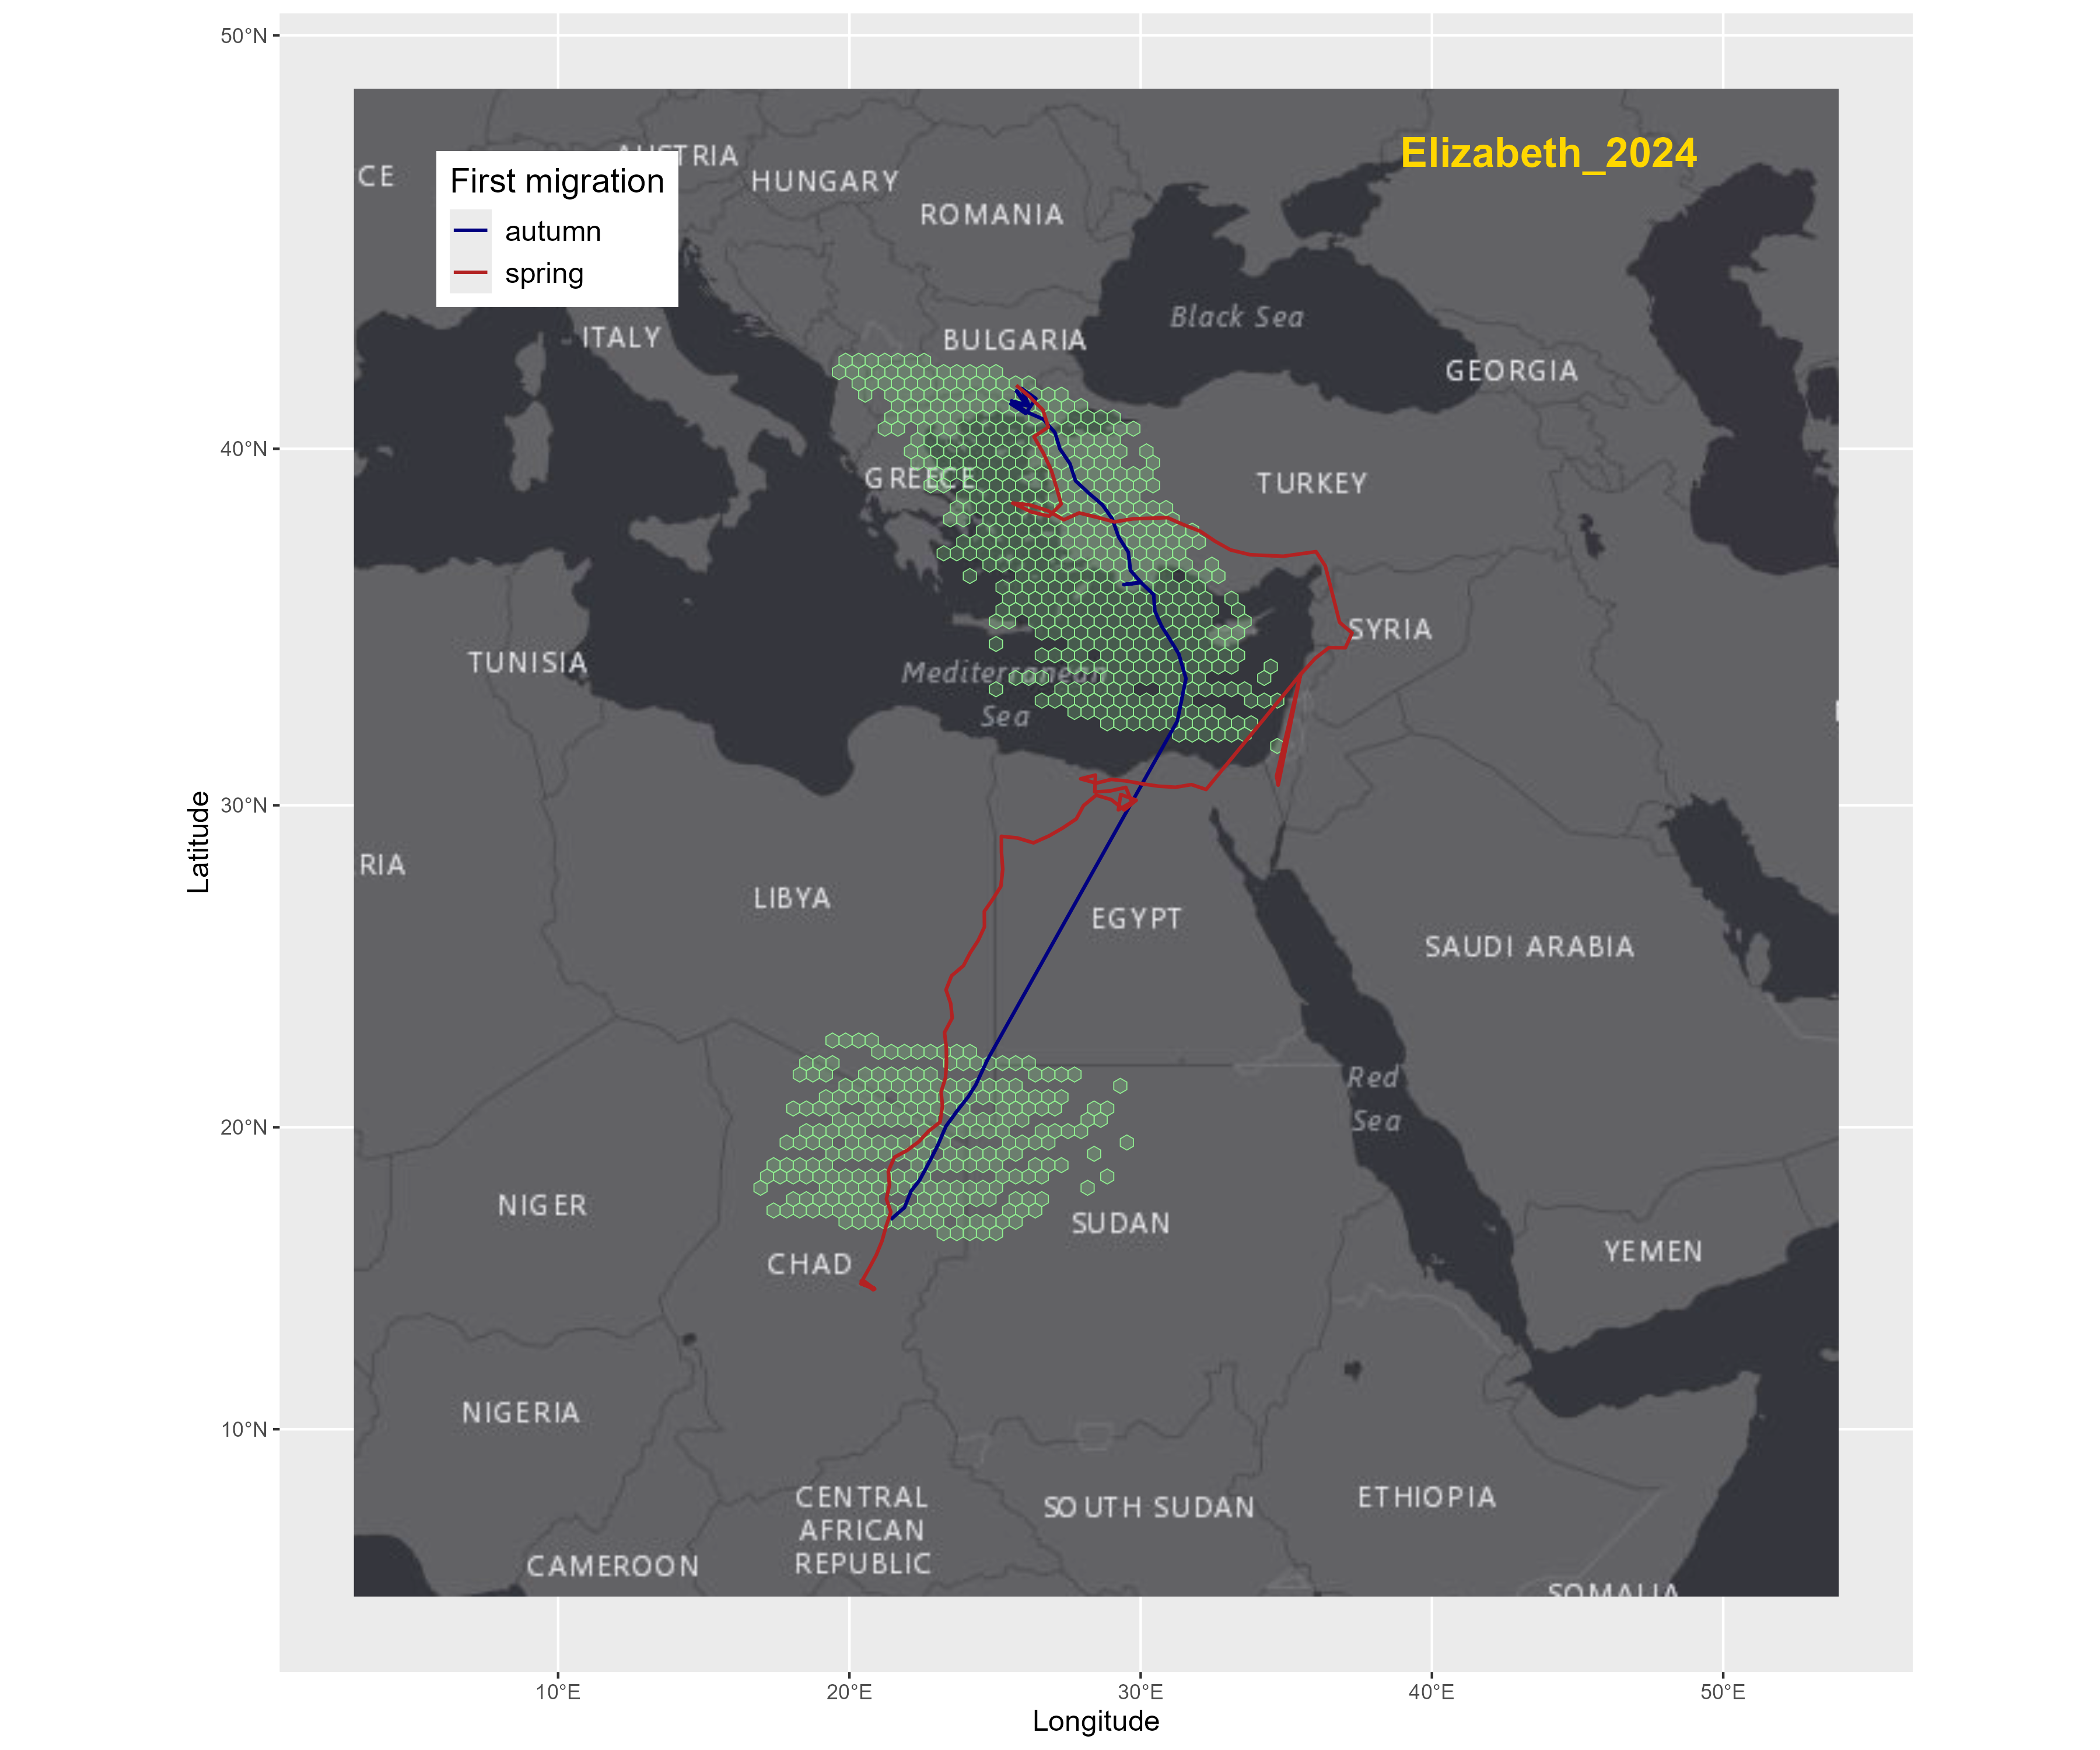 50°N
40°N
30°N
20°N
10°N
Latitude
10°E
20°E
30°E
40°E
50°E
Longitude
Elizabeth_2024
First migration
autumn
spring
CE
AUSTRIA
HUNGARY
ROMANIA
ITALY
BULGARIA
Black Sea
GEORGIA
GREECE
TURKEY
SYRIA
TUNISIA
Mediterranean
Sea
RIA
LIBYA
EGYPT
SAUDI ARABIA
Red
Sea
NIGER
CHAD
SUDAN
YEMEN
NIGERIA
CENTRAL
AFRICAN
REPUBLIC
SOUTH SUDAN
ETHIOPIA
CAMEROON
SOMALIA